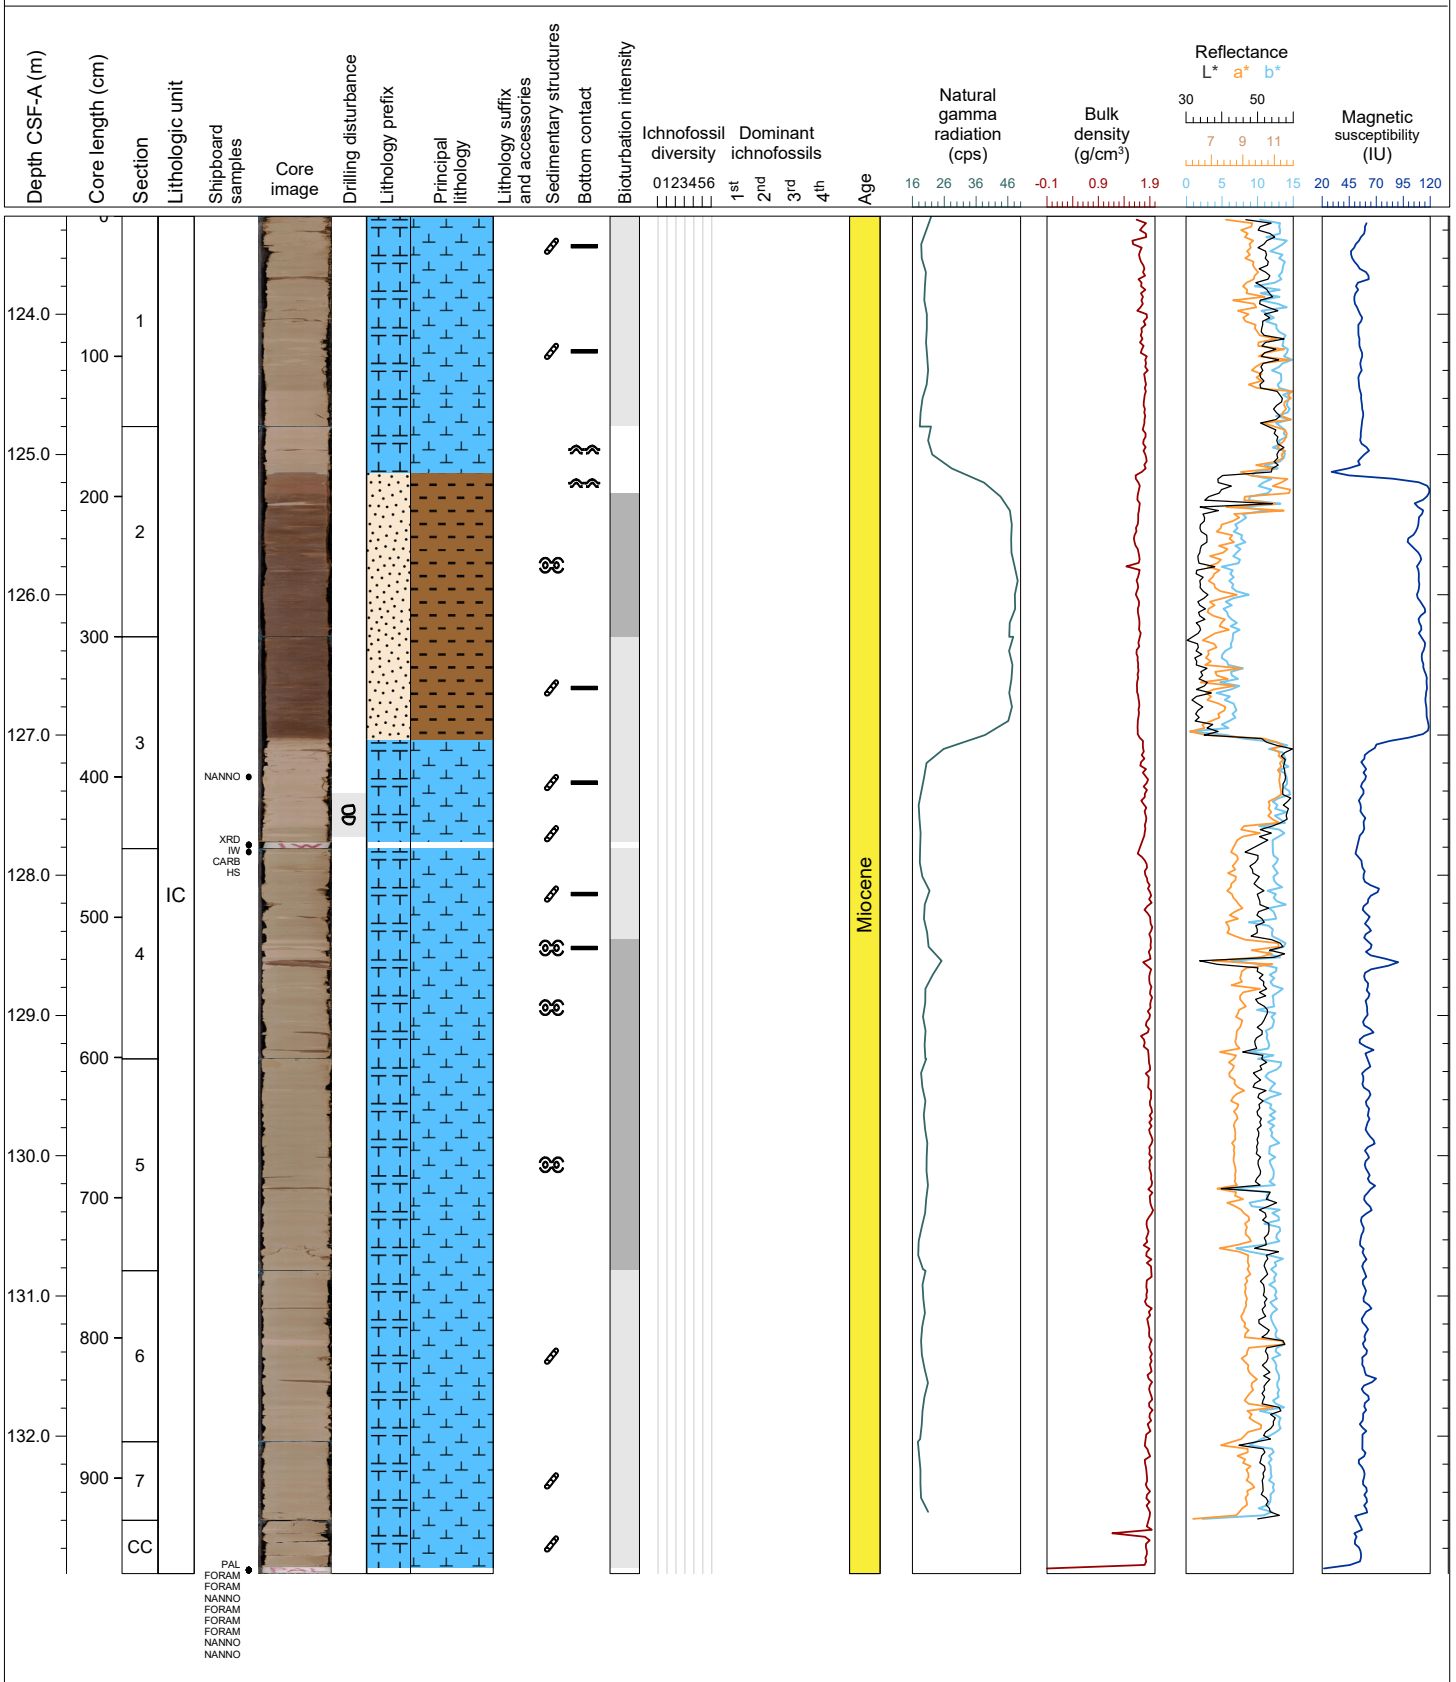 Depth CSF-A (m)
Core length (cm)
Section
Lithologic unit
Shipboard
samples
Core
image
Drilling disturbance
Lithology prefix
Principal
lithology
Lithology suffix
and accessories
Sedimentary structures
Bottom contact
Bioturbation intensity
Ichnofossil
diversity
0123456
Dominant
ichnofossils
1st
2nd
3rd
4th
Age
Natural
gamma
radiation
(cps)
16 26 36 46
Bulk
density
(g/cm³)
-0.1 0.9 1.9
Reflectance
L* a* b*
30 50
7 9 11
0 5 10 15
Magnetic
susceptibility
(IU)
20 45 70 95 120
0
1
124.0
100
125.0
200
2
126.0
300
127.0
3
400
NANNO
XRD
IW
CARB
HS
128.0
IC
Miocene
500
4
129.0
600
130.0
5
700
131.0
800
6
132.0
900
7
CC
PAL
FORAM
FORAM
NANNO
FORAM
FORAM
FORAM
NANNO
NANNO